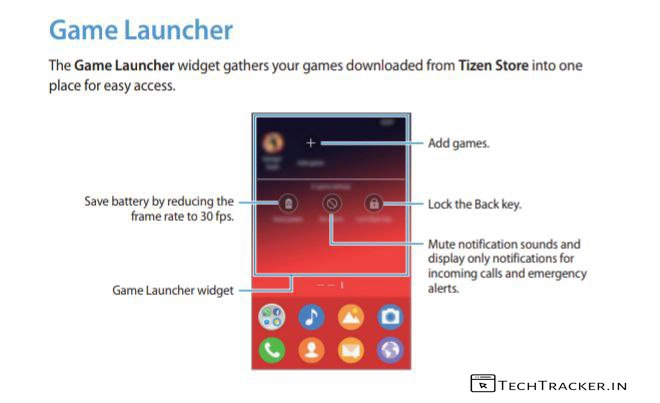 Game Launcher
The Game Launcher widget gathers your games downloaded from Tizen Store into one
place for easy access.
Add games.
Save battery by reducing the
frame rate to 30 fps.
Lock the Back key.
Mute notification sounds and
display only notifications for
incoming calls and emergency
alerts.
Game Launcher widget
TECHTRACKER.IN